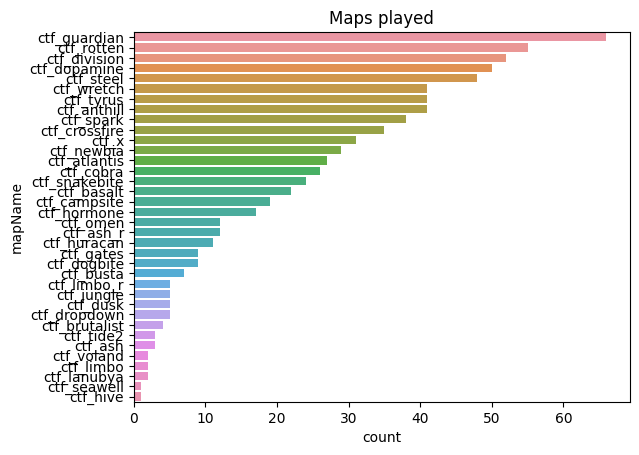 Maps played
ctf_guardian
ctf_rotten
ctf_division
ctf_dopamine
ctf_steel
ctf_wretch
ctf_tyrus
ctf_anthill
ctf_spark
ctf_crossfire
ctf_x
ctf_newbia
ctf_atlantis
ctf_cobra
ctf_snakebite
ctf_basalt
ctf_campsite
ctf_hormone
ctf_omen
ctf_ash_r
ctf_huracan
ctf_gates
ctf_dogbite
ctf_busta
ctf_limbo_r
ctf_jungle
ctf_dusk
ctf_dropdown
ctf_brutalist
ctf_tide2
ctf_ash
ctf_voland
ctf_limbo
ctf_lanubya
ctf_seawell
ctf_hive
mapName
0 10 20 30 40 50 60
count